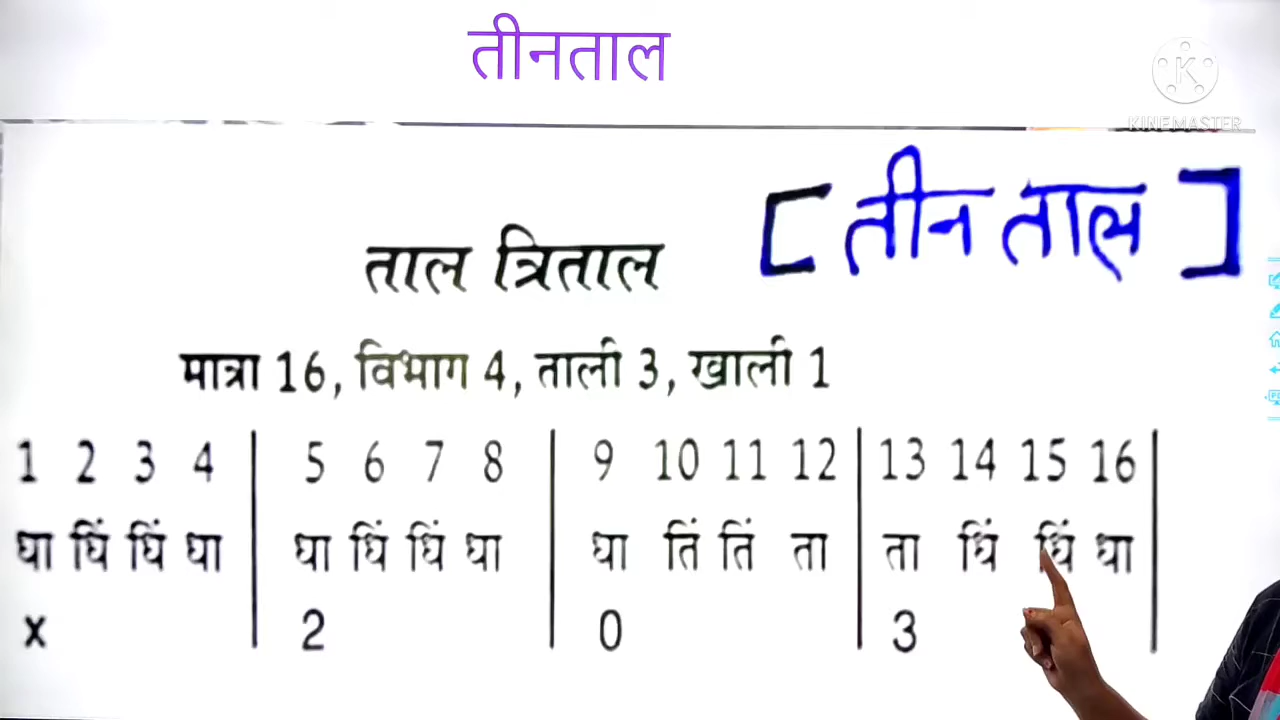 तीनताल
KINEMASTER
[ तीन ताल ]
ताल त्रिताल
मात्रा 16, विभाग 4, ताली 3, खाली 1
1 2 3 4 | 5 6 7 8 | 9 10 11 12 | 13 14 15 16 |
धा धिं धिं धा | धा धिं धिं धा | धा तिं तिं ता | ता धिं धिं धा |
x | 2 | 0 | 3 |